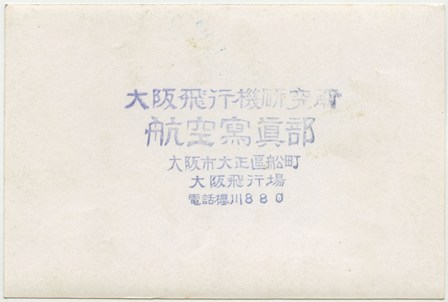 大阪飛行機研究所
航空寫眞部
大阪市大正區船町
大阪飛行場
電話櫻川880